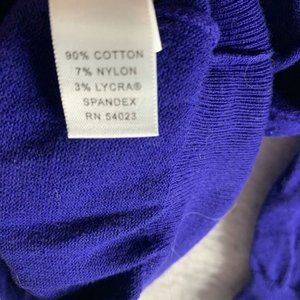 90% COTTON
7% NYLON
3% LYCRA®
SPANDEX
RN 54023